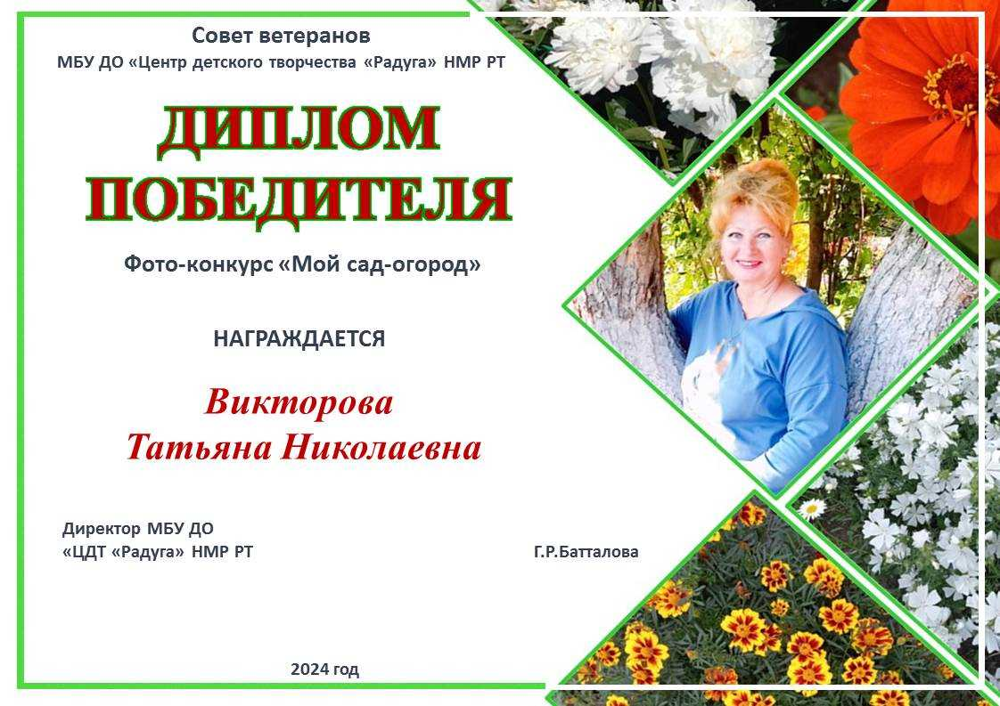 Совет ветеранов
МБУ ДО «Центр детского творчества «Радуга» НМР РТ
ДИПЛОМ
ПОБЕДИТЕЛЯ
Фото-конкурс «Мой сад-огород»
НАГРАЖДАЕТСЯ
Викторова
Татьяна Николаевна
Директор МБУ ДО
«ЦДТ «Радуга» НМР РТ
Г.Р.Батталова
2024 год